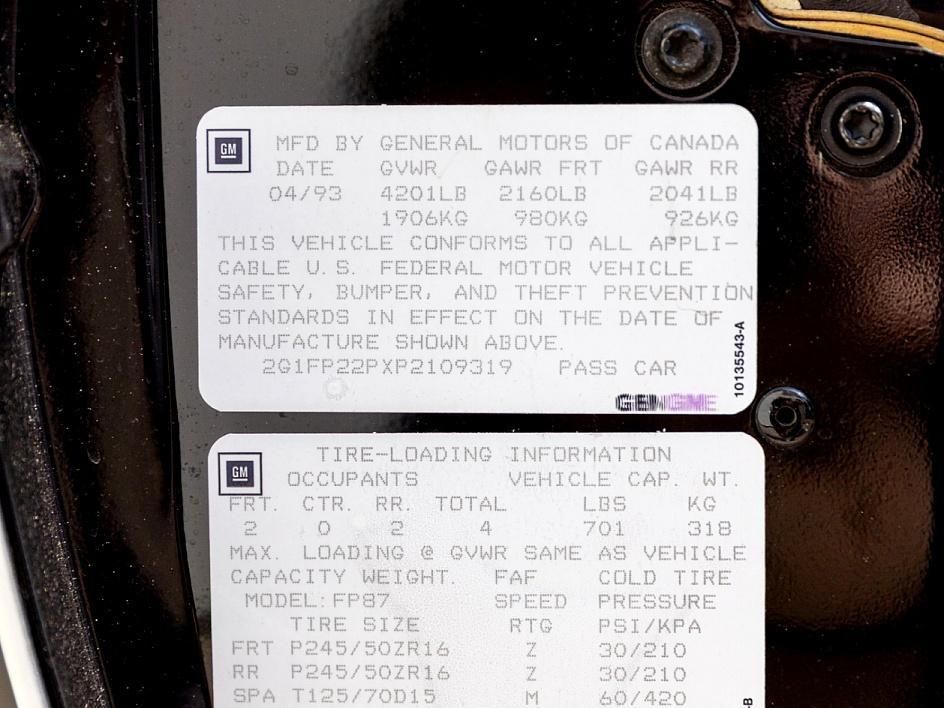 GM
MFD BY GENERAL MOTORS OF CANADA
DATE GVWR GAWR FRT GAWR RR
04/93 4201LB 2160LB 2041LB
1906KG 980KG 926KG
THIS VEHICLE CONFORMS TO ALL APPLI-
CABLE U.S. FEDERAL MOTOR VEHICLE
SAFETY, BUMPER, AND THEFT PREVENTION
STANDARDS IN EFFECT ON THE DATE OF
MANUFACTURE SHOWN ABOVE.
2G1FP22PXP2109319 PASS CAR
10135543-A
GM
TIRE-LOADING INFORMATION
OCCUPANTS VEHICLE CAP. WT.
FRT. CTR. RR. TOTAL LBS KG
2 0 2 4 701 318
MAX. LOADING @ GVWR SAME AS VEHICLE
CAPACITY WEIGHT. FAF COLD TIRE
MODEL:FP87 SPEED PRESSURE
TIRE SIZE RTG PSI/KPA
FRT P245/50ZR16 Z 30/210
RR P245/50ZR16 Z 30/210
SPA T125/70D15 M 60/420